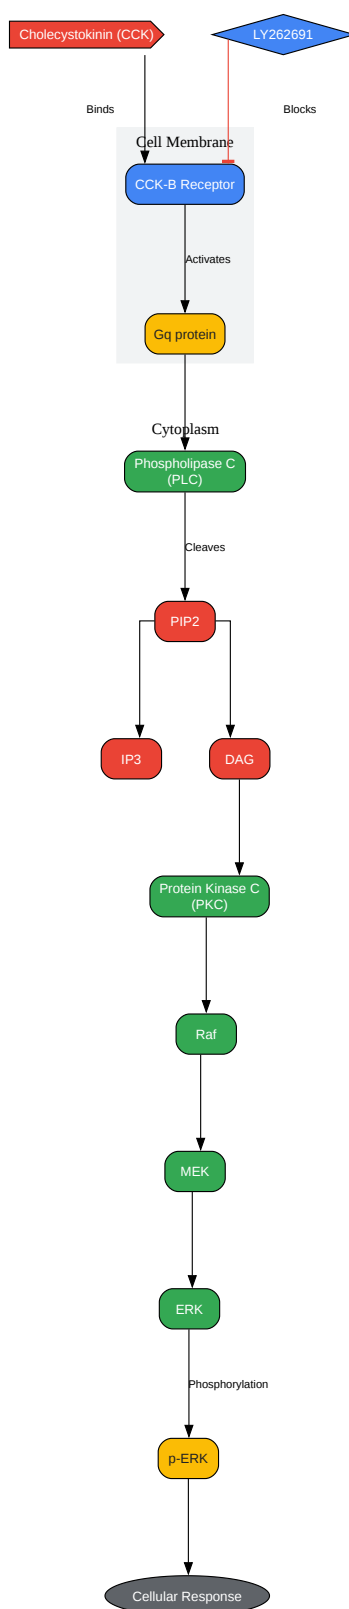 Cholecystokinin (CCK)
LY262691
Binds
Blocks
Cell Membrane
CCK-B Receptor
Activates
Gq protein
Cytoplasm
Phospholipase C
(PLC)
Cleaves
PIP2
IP3
DAG
Protein Kinase C
(PKC)
Raf
MEK
ERK
Phosphorylation
p-ERK
Cellular Response